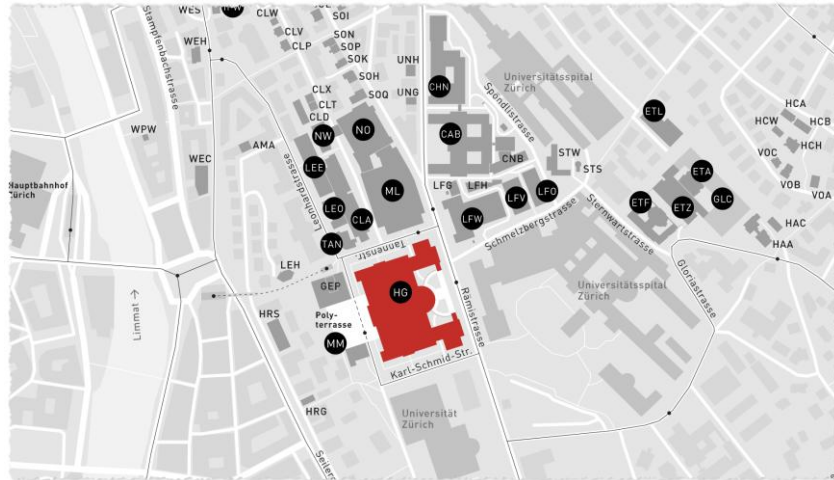 WES
CLW
SOI
CLV
SON
WEH
CLP
SOP
SOK
UNH
SOH
CLX
UNG
SOQ
CLT
CLD
Stampfenbachstrasse
CHN
Universitätsspital
Zürich
Spöndlistrasse
ETL
HCA
HCW
HCB
WPW
AMA
NW
NO
CAB
HCH
VOC
WEC
LEE
ML
CNB
STW
STS
ETA
VOB
VOA
Hauptbahnhof
Zürich
Leonhardstrasse
LEO
CLA
LFG
LFH
LFW
LFV
LFO
ETF
ETZ
GLC
Schmelzbergstrasse
Sternwartstrasse
HAC
HAA
TAN
Tannenstr.
LEH
GEP
HG
Rämistrasse
Universitätsspital
Zürich
Gloriastrasse
← Limmat
HRS
Poly-
terrasse
MM
Karl-Schmid-Str.
HRG
Universität
Zürich